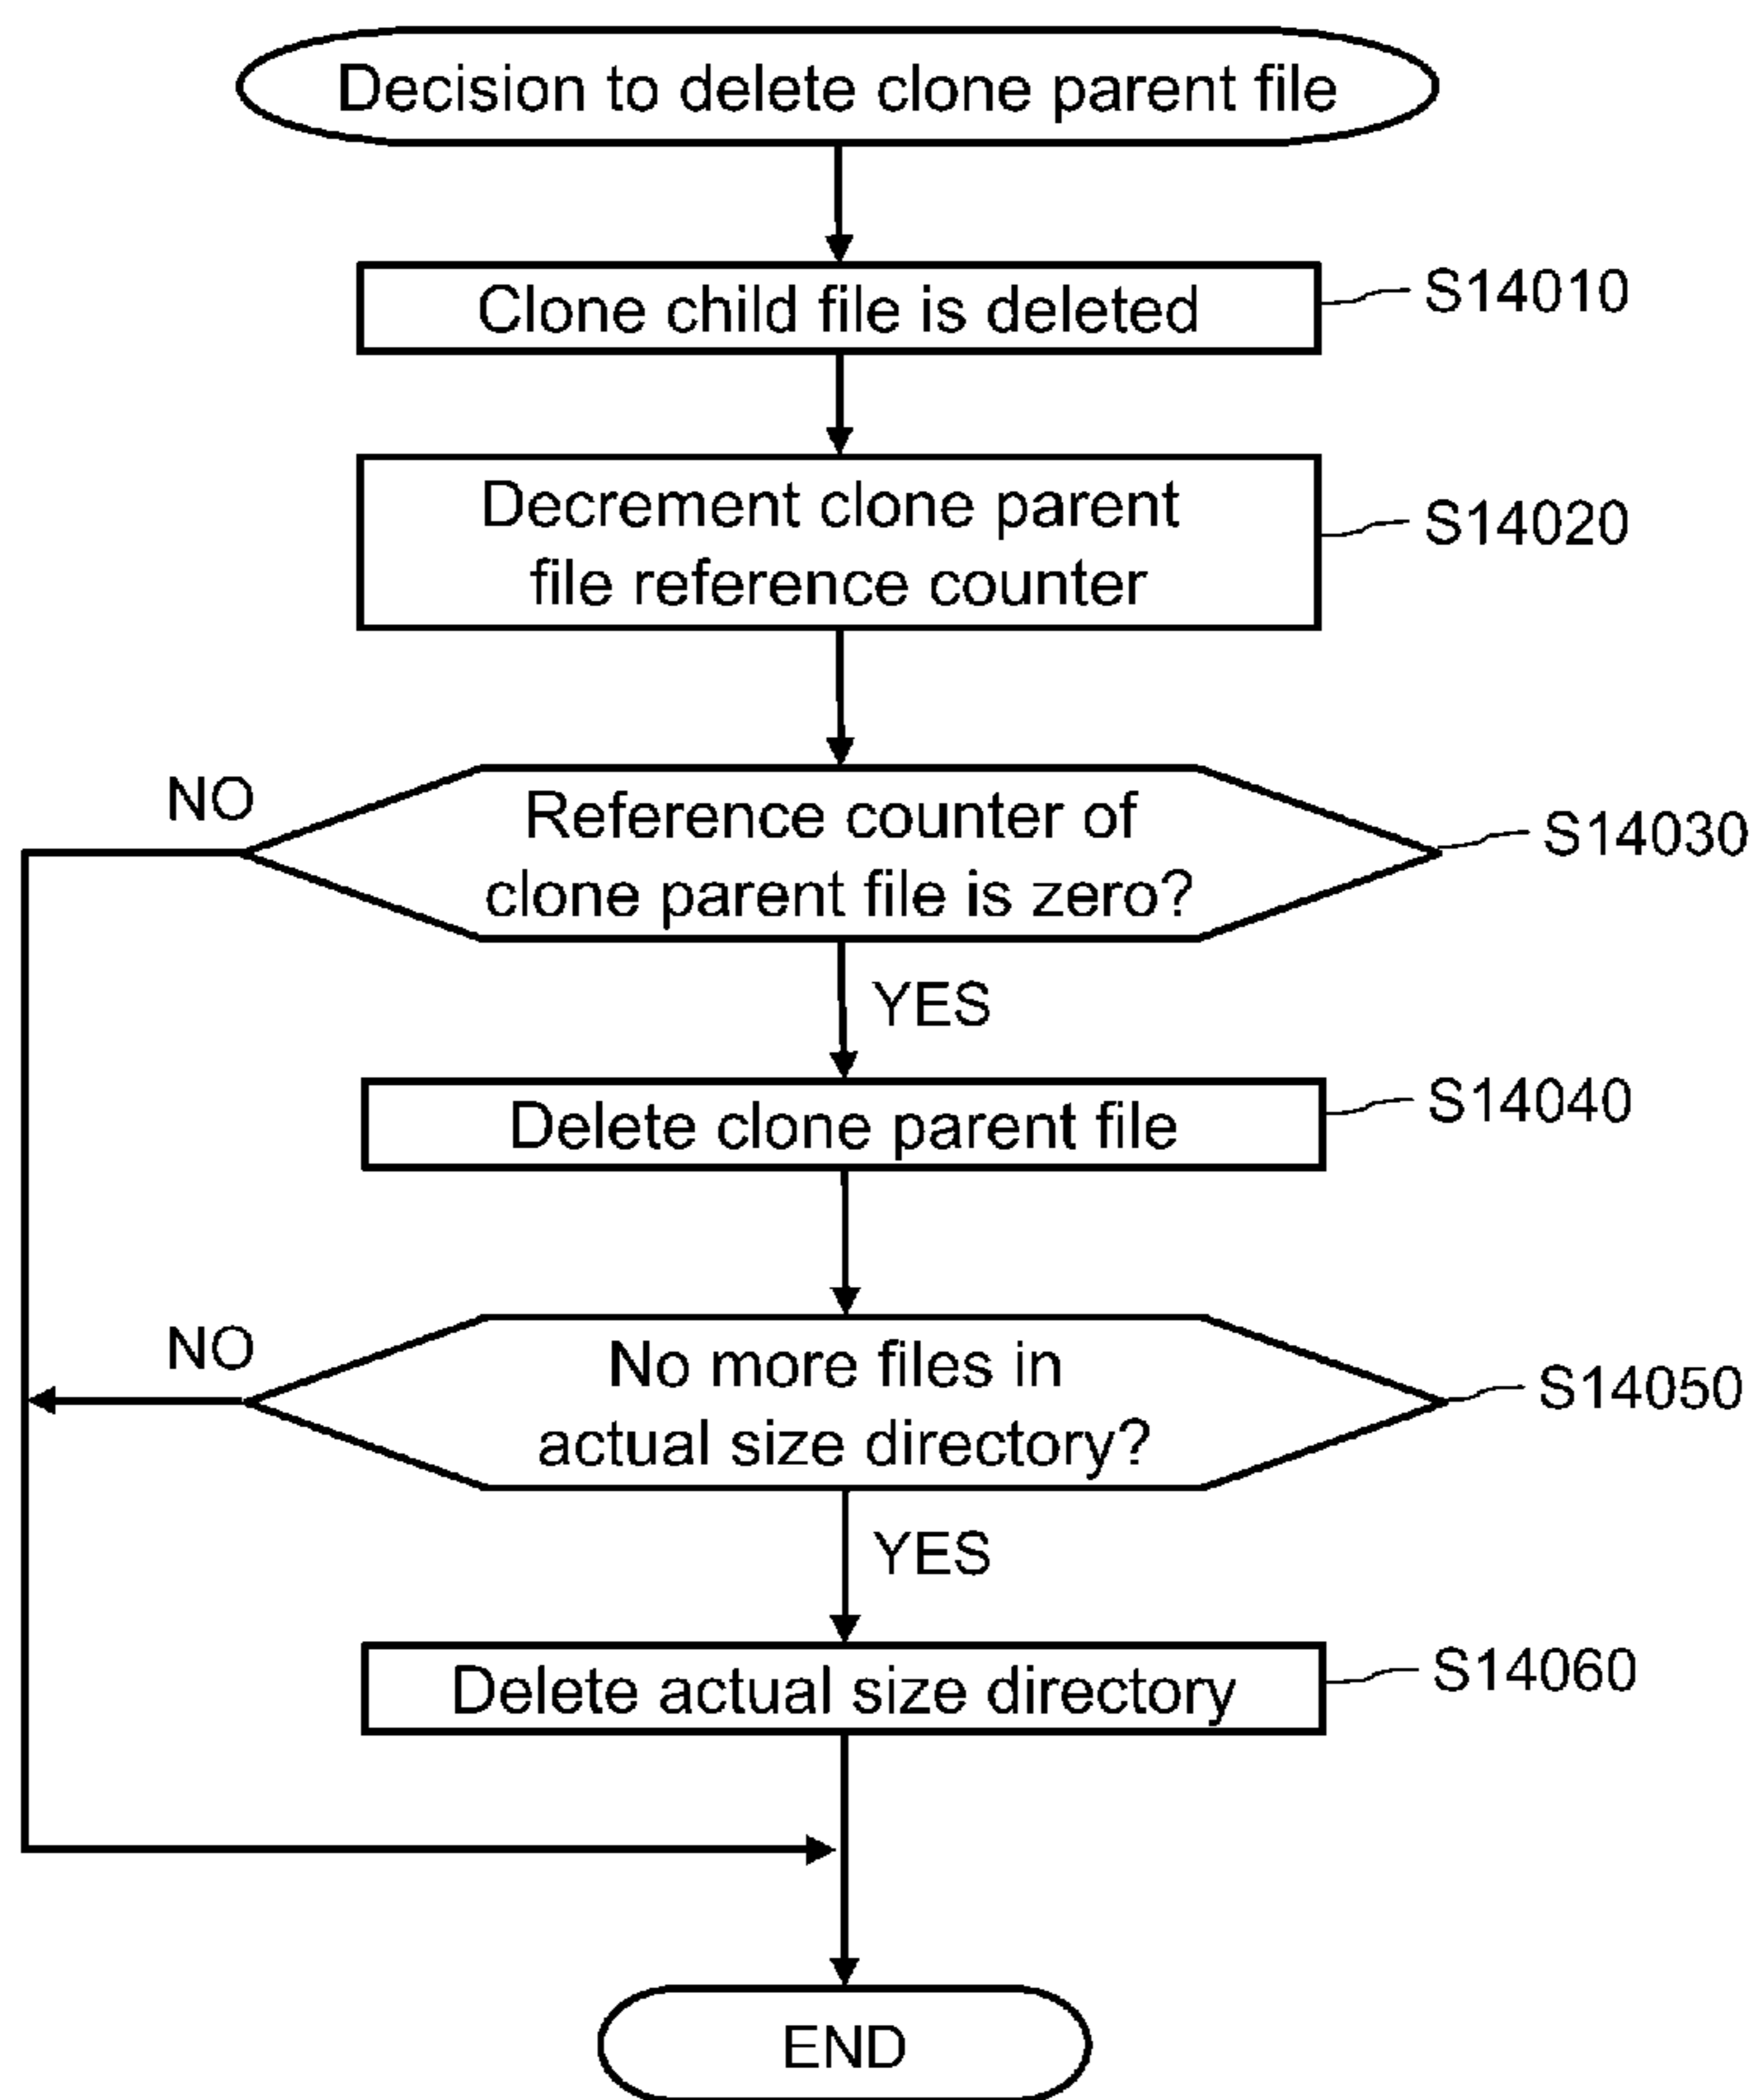 Decision to delete clone parent file
Clone child file is deleted
S14010
Decrement clone parent
file reference counter
S14020
NO
Reference counter of
clone parent file is zero?
S14030
YES
Delete clone parent file
S14040
NO
No more files in
actual size directory?
S14050
YES
Delete actual size directory
S14060
END